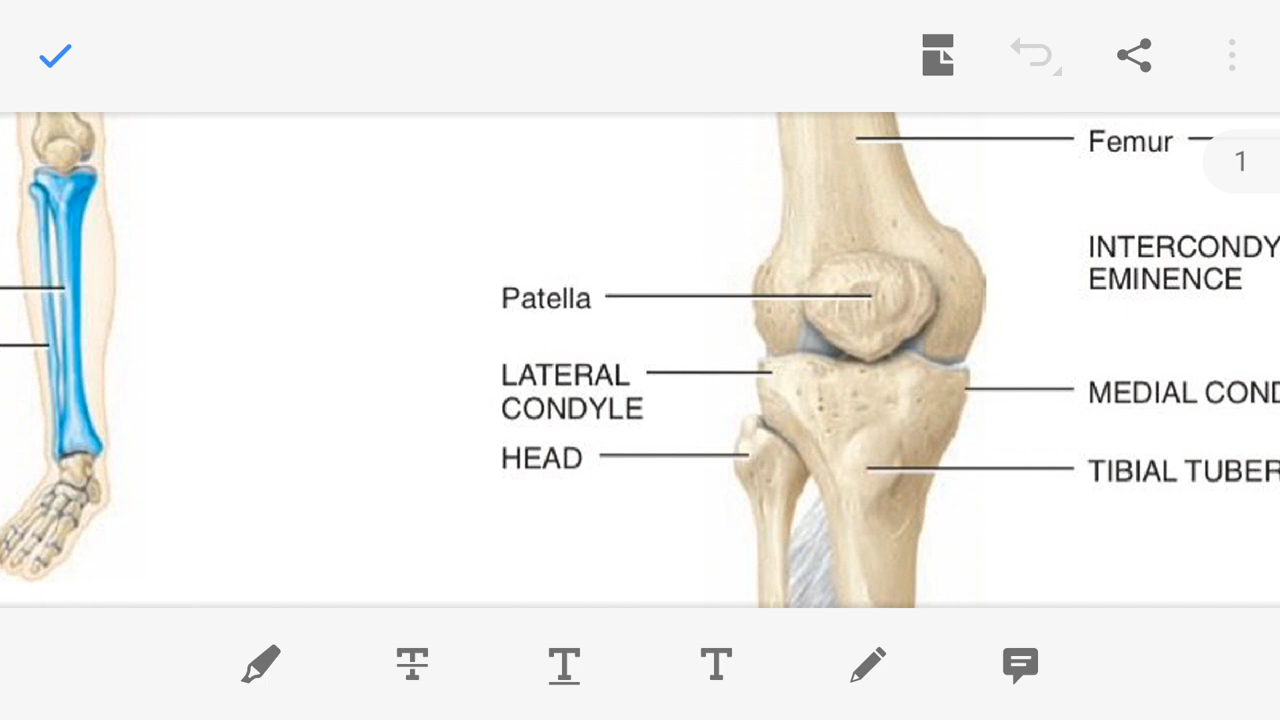 1
Femur
INTERCONDY
EMINENCE
Patella
LATERAL
CONDYLE
MEDIAL COND
HEAD
TIBIAL TUBER